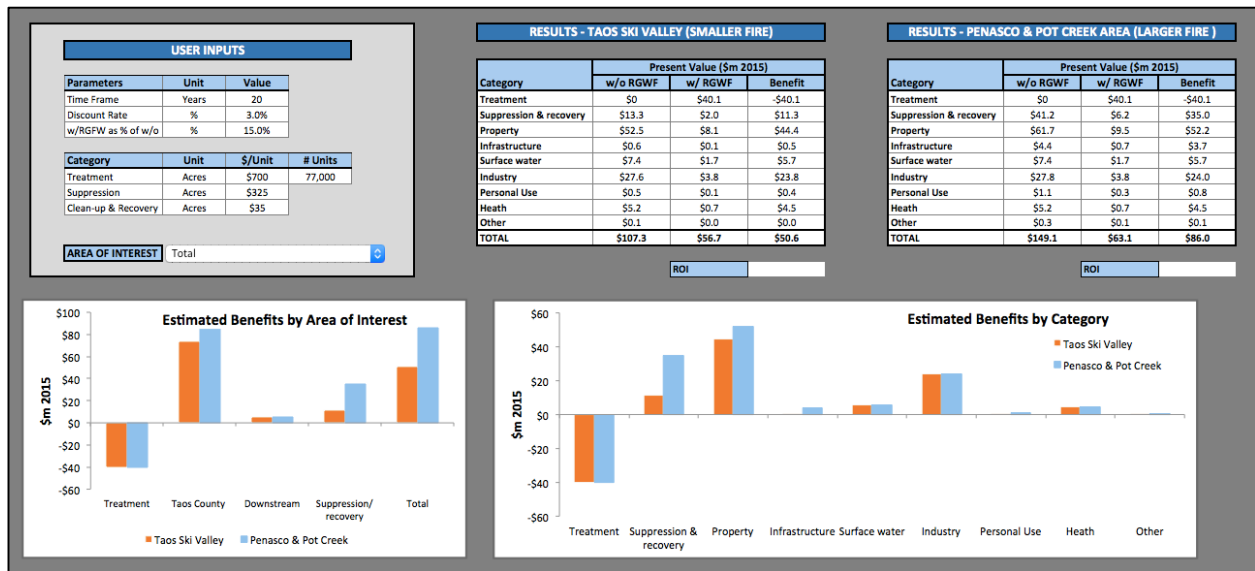 USER INPUTS
Parameters Unit Value
Time Frame Years 20
Discount Rate % 3.0%
w/RGFW as % of w/o % 15.0%
Category Unit $/Unit # Units
Treatment Acres $700 77,000
Suppression Acres $325
Clean-up & Recovery Acres $35
AREA OF INTEREST Total
RESULTS - TAOS SKI VALLEY (SMALLER FIRE)
Present Value ($m 2015)
Category w/o RGWF w/ RGWF Benefit
Treatment $0 $40.1 -$40.1
Suppression & recovery $13.3 $2.0 $11.3
Property $52.5 $8.1 $44.4
Infrastructure $0.6 $0.1 $0.5
Surface water $7.4 $1.7 $5.7
Industry $27.6 $3.8 $23.8
Personal Use $0.5 $0.1 $0.4
Heath $5.2 $0.7 $4.5
Other $0.1 $0.0 $0.0
TOTAL $107.3 $56.7 $50.6
ROI
RESULTS - PENASCO & POT CREEK AREA (LARGER FIRE )
Present Value ($m 2015)
Category w/o RGWF w/ RGWF Benefit
Treatment $0 $40.1 -$40.1
Suppression & recovery $41.2 $6.2 $35.0
Property $61.7 $9.5 $52.2
Infrastructure $4.4 $0.7 $3.7
Surface water $7.4 $1.7 $5.7
Industry $27.8 $3.8 $24.0
Personal Use $1.1 $0.3 $0.8
Heath $5.2 $0.7 $4.5
Other $0.3 $0.1 $0.1
TOTAL $149.1 $63.1 $86.0
ROI
Estimated Benefits by Area of Interest
$m 2015
$100
$80
$60
$40
$20
$0
-$20
-$40
-$60
Treatment Taos County Downstream Suppression/ Total
recovery
Taos Ski Valley Penasco & Pot Creek
Estimated Benefits by Category
Taos Ski Valley
Penasco & Pot Creek
$m 2015
$60
$40
$20
$0
-$20
-$40
-$60
Treatment Suppression & Property Infrastructure Surface water Industry Personal Use Heath Other
recovery